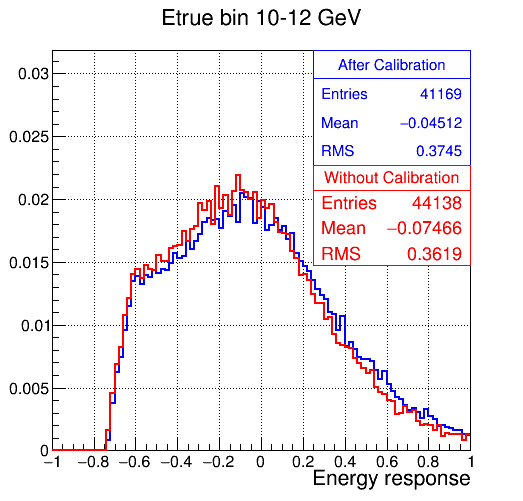 Etrue bin 10-12 GeV
After Calibration
Entries 41169
Mean −0.04512
RMS 0.3745
Without Calibration
Entries 44138
Mean −0.07466
RMS 0.3619
0.03
0.025
0.02
0.015
0.01
0.005
0
−1 −0.8 −0.6 −0.4 −0.2 0 0.2 0.4 0.6 0.8 1
Energy response